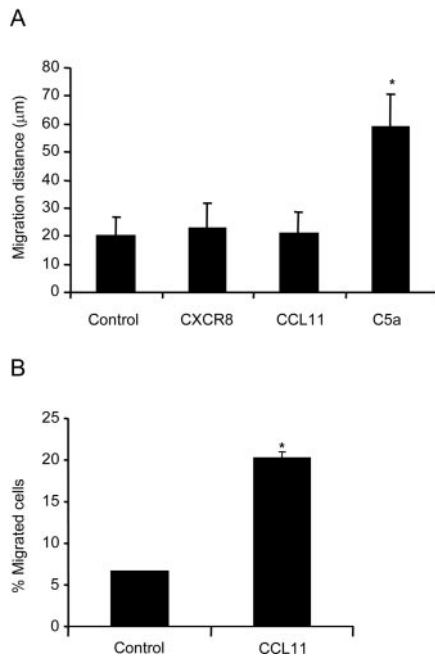 A
Migration distance (µm)
80
70
60
50
40
30
20
10
0
*
Control CXCR8 CCL11 C5a
B
% Migrated cells
25
20
15
10
5
0
*
Control CCL11